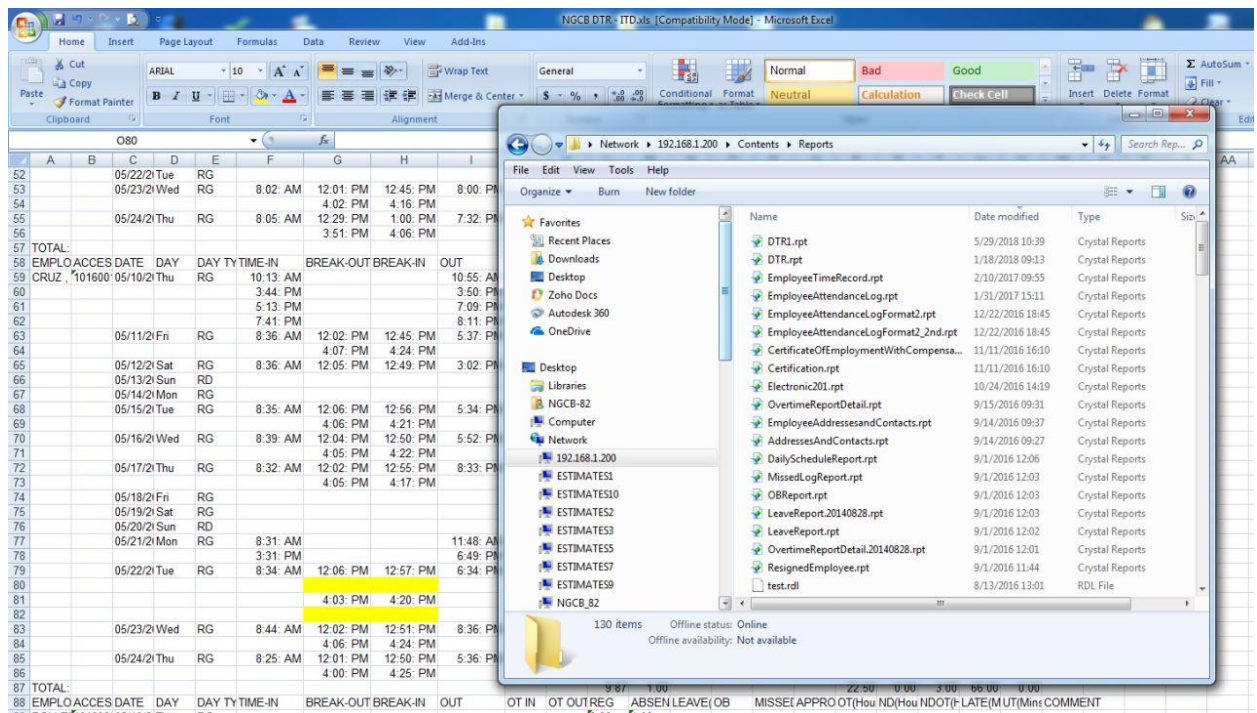 NGCB DTR - ITD.xls [Compatibility Mode] - Microsoft Excel
Home Insert Page Layout Formulas Data Review View Add-Ins
Cut
Copy
Format Painter
Paste
Clipboard
ARIAL 10
B I U
Font
Wrap Text
Merge & Center
Alignment
General
$ % ,
Conditional
Format
Normal Bad Good
Neutral Calculation Check Cell
Insert Delete Format
AutoSum
Fill
Clear
O80
fx
A B C D E F G H I AA
52 05/22/2 Tue RG
53 05/23/2 Wed RG 8:02: AM 12:01: PM 12:45: PM 8:00: PM
54 4:02: PM 4:16: PM
55 05/24/2 Thu RG 8:05: AM 12:29: PM 1:00: PM 7:32: PM
56 3:51: PM 4:06: PM
57 TOTAL:
58 EMPLO ACCES DATE DAY DAY TY TIME-IN BREAK-OUT BREAK-IN OUT
59 CRUZ , 101600 05/10/2 Thu RG 10:13: AM 10:55: AM
60 3:44: PM 3:50: PM
61 5:13: PM 7:09: PM
62 7:41: PM 8:11: PM
63 05/11/2 Fri RG 8:36: AM 12:02: PM 12:45: PM 5:37: PM
64 4:07: PM 4:24: PM
65 05/12/2 Sat RG 8:36: AM 12:05: PM 12:49: PM 3:02: PM
66 05/13/2 Sun RD
67 05/14/2 Mon RG
68 05/15/2 Tue RG 8:35: AM 12:06: PM 12:56: PM 5:34: PM
69 4:06: PM 4:21: PM
70 05/16/2 Wed RG 8:39: AM 12:04: PM 12:50: PM 5:52: PM
71 4:05: PM 4:22: PM
72 05/17/2 Thu RG 8:32: AM 12:02: PM 12:55: PM 8:33: PM
73 4:05: PM 4:17: PM
74 05/18/2 Fri RG
75 05/19/2 Sat RG
76 05/20/2 Sun RD
77 05/21/2 Mon RG 8:31: AM 11:48: AM
78 3:31: PM 6:49: PM
79 05/22/2 Tue RG 8:34: AM 12:06: PM 12:57: PM 6:34: PM
80
81 4:03: PM 4:20: PM
82
83 05/23/2 Wed RG 8:44: AM 12:02: PM 12:51: PM 8:36: PM
84 4:06: PM 4:24: PM
85 05/24/2 Thu RG 8:25: AM 12:01: PM 12:50: PM 5:36: PM
86 4:00: PM 4:25: PM
87 TOTAL: 9.87 1.00 22.50 0.00 3.00 66.00 0.00
88 EMPLO ACCES DATE DAY DAY TY TIME-IN BREAK-OUT BREAK-IN OUT OT IN OT OUT REG ABSEN LEAVE( OB MISSE APPRO OT(Hou ND(Hou NDOT(H LATE(M UT(Mins COMMENT
Network 192.168.1.200 Contents Reports
Search Rep...
File Edit View Tools Help
Organize Burn New folder
Favorites
Recent Places
Downloads
Desktop
Zoho Docs
Autodesk 360
OneDrive
Desktop
Libraries
NGCB-82
Computer
Network
192.168.1.200
ESTIMATES1
ESTIMATES10
ESTIMATES2
ESTIMATES3
ESTIMATES5
ESTIMATES7
ESTIMATES9
NGCB_82
Name Date modified Type Siz
DTR1.rpt 5/29/2018 10:39 Crystal Reports
DTR.rpt 1/18/2018 09:13 Crystal Reports
EmployeeTimeRecord.rpt 2/10/2017 09:55 Crystal Reports
EmployeeAttendanceLog.rpt 1/31/2017 15:11 Crystal Reports
EmployeeAttendanceLogFormat2.rpt 12/22/2016 18:45 Crystal Reports
EmployeeAttendanceLogFormat2_2nd.rpt 12/22/2016 18:45 Crystal Reports
CertificateOfEmploymentWithCompensa... 11/11/2016 16:10 Crystal Reports
Certification.rpt 11/11/2016 16:10 Crystal Reports
Electronic201.rpt 10/24/2016 14:19 Crystal Reports
OvertimeReportDetail.rpt 9/15/2016 09:31 Crystal Reports
EmployeeAddressesandContacts.rpt 9/14/2016 09:37 Crystal Reports
AddressesAndContacts.rpt 9/14/2016 09:27 Crystal Reports
DailyScheduleReport.rpt 9/1/2016 12:06 Crystal Reports
MissedLogReport.rpt 9/1/2016 12:03 Crystal Reports
OBReport.rpt 9/1/2016 12:03 Crystal Reports
LeaveReport.20140828.rpt 9/1/2016 12:03 Crystal Reports
LeaveReport.rpt 9/1/2016 12:02 Crystal Reports
OvertimeReportDetail.20140828.rpt 9/1/2016 12:01 Crystal Reports
ResignedEmployee.rpt 9/1/2016 11:44 Crystal Reports
test.rdl 8/13/2016 13:01 RDL File
130 items Offline status: Online
Offline availability: Not available